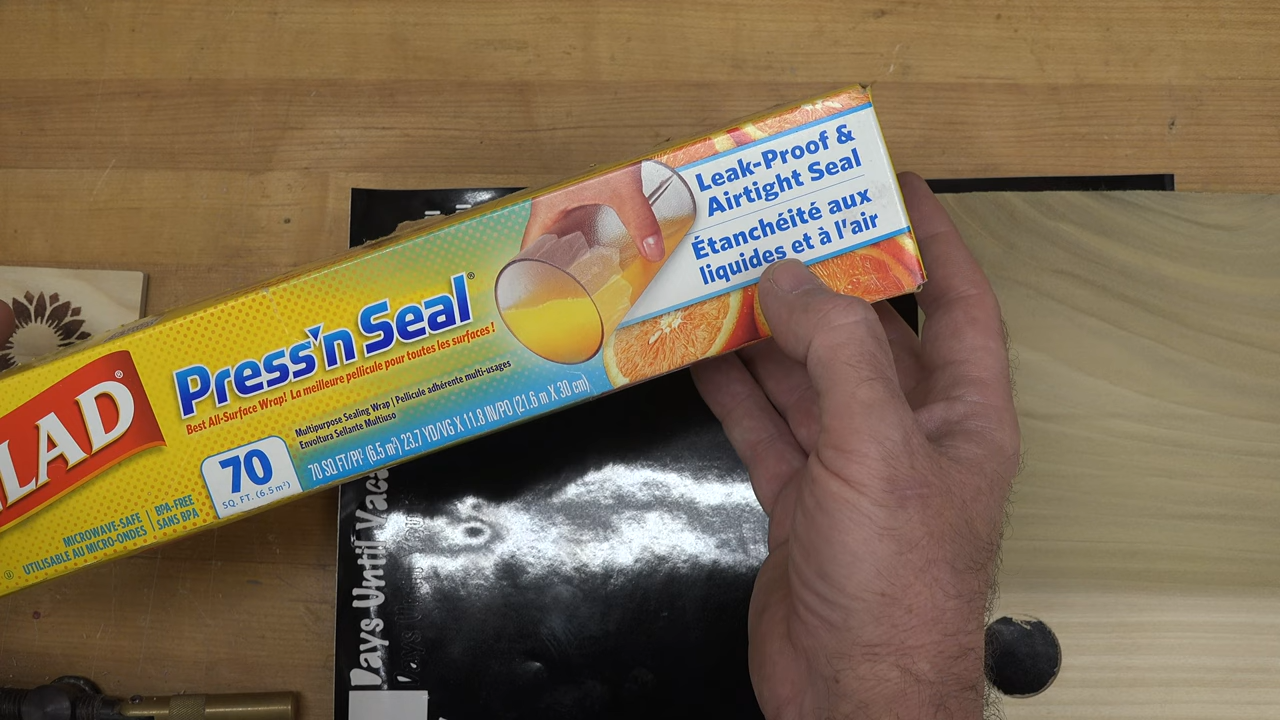 Leak-Proof &
Airtight Seal
Étanchéité aux
liquides et à l'air
Press'n Seal®
Best All-Surface Wrap! La meilleure pellicule pour toutes les surfaces!
Multipurpose Sealing Wrap | Pellicule adhérente multi-usages
Envoltura Sellante Multiuso
LAD®
70
SQ. FT. (6.5 m²)
70 SQ FT/PI² (6.5 m²) 23.7 YD/VG X 11.8 IN/PO (21.6 m X 30 cm)
MICROWAVE-SAFE
UTILISABLE AU MICRO-ONDES
BPA-FREE
SANS BPA
Days Until Vaca